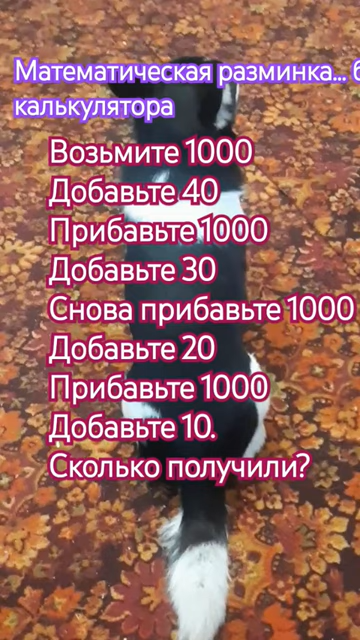 Математическая разминка...
калькулятора
Возьмите 1000
Добавьте 40
Прибавьте 1000
Добавьте 30
Снова прибавьте 1000
Добавьте 20
Прибавьте 1000
Добавьте 10.
Сколько получили?